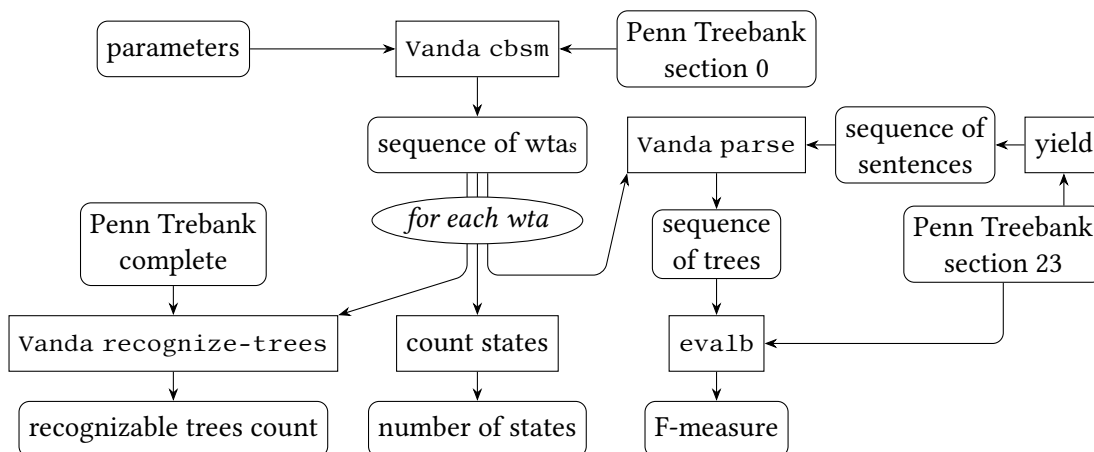 parameters
Vanda cbsm
Penn Treebank
section 0
sequence of wtas
Vanda parse
sequence of
sentences
yield
for each wta
Penn Trebank
complete
sequence
of trees
Penn Treebank
section 23
Vanda recognize-trees
count states
evalb
recognizable trees count
number of states
F-measure